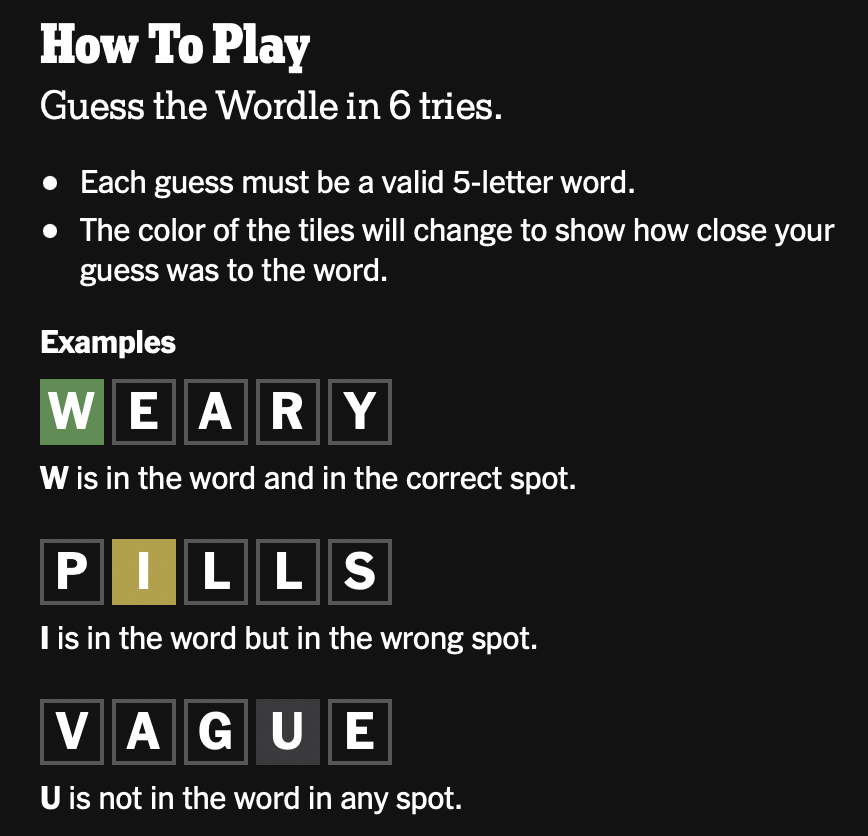 How To Play
Guess the Wordle in 6 tries.
● Each guess must be a valid 5-letter word.
● The color of the tiles will change to show how close your
guess was to the word.
Examples
W E A R Y
W is in the word and in the correct spot.
P I L L S
I is in the word but in the wrong spot.
V A G U E
U is not in the word in any spot.